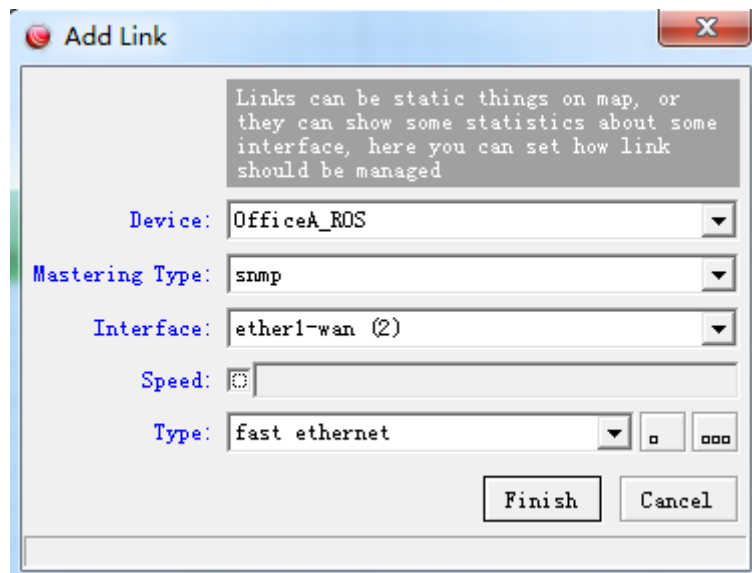 Add Link
Links can be static things on map, or
they can show some statistics about some
interface, here you can set how link
should be managed
Device: OfficeA_ROS
Mastering Type: snmp
Interface: ether1-wan (2)
Speed:
Type: fast ethernet
Finish Cancel